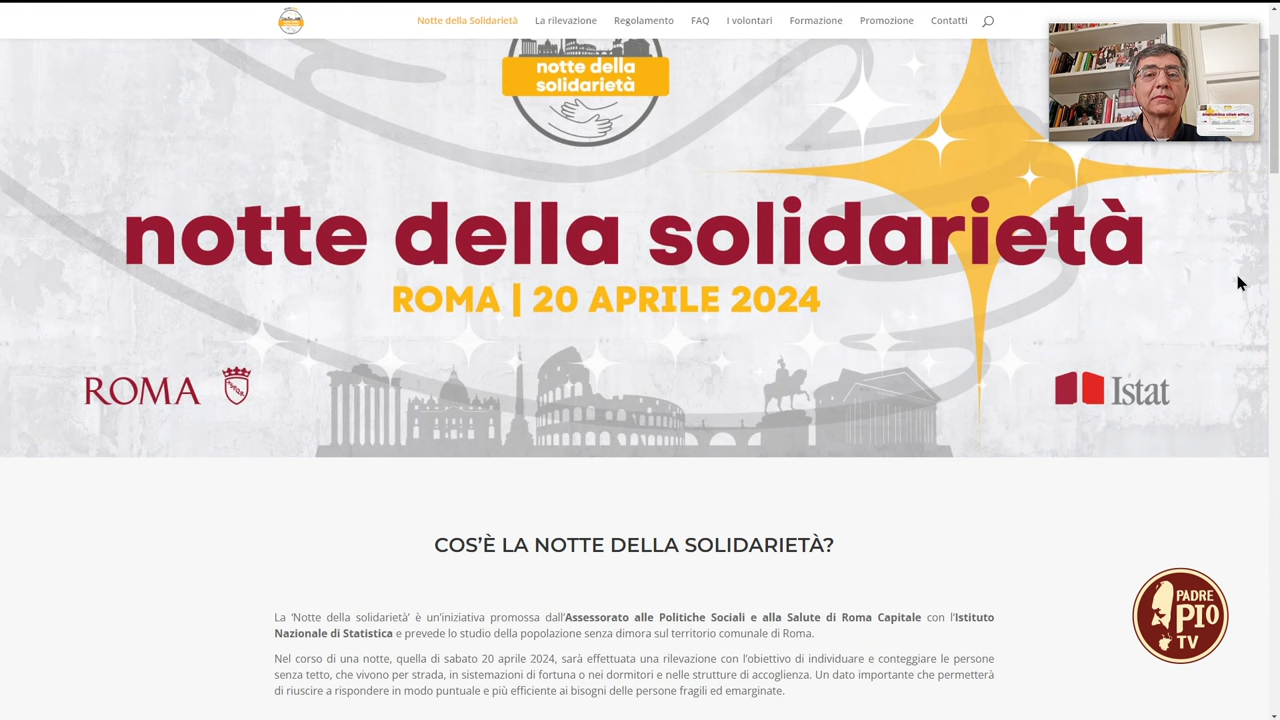 Notte della Solidarietà La rilevazione Regolamento FAQ I volontari Formazione Promozione Contatti
notte della
solidarietà
notte della solidarietà
ROMA | 20 APRILE 2024
ROMA
Istat
COS'È LA NOTTE DELLA SOLIDARIETÀ?
La 'Notte della solidarietà' è un'iniziativa promossa dall'Assessorato alle Politiche Sociali e alla Salute di Roma Capitale con l'Istituto
Nazionale di Statistica e prevede lo studio della popolazione senza dimora sul territorio comunale di Roma.
Nel corso di una notte, quella di sabato 20 aprile 2024, sarà effettuata una rilevazione con l'obiettivo di individuare e conteggiare le persone
senza tetto, che vivono per strada, in sistemazioni di fortuna o nei dormitori e nelle strutture di accoglienza. Un dato importante che permetterà
di riuscire a rispondere in modo puntuale e più efficiente ai bisogni delle persone fragili ed emarginate.
PADRE
PIO
TV